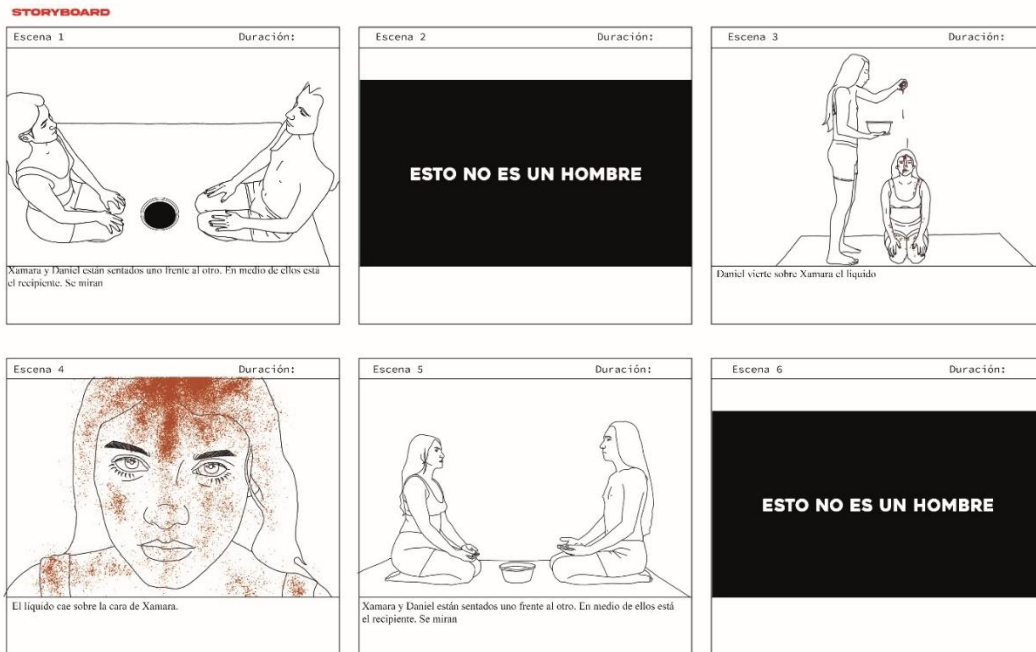 STORYBOARD
Escena 1 Duración:
Xamara y Daniel están sentados uno frente al otro. En medio de ellos está
el recipiente. Se miran
Escena 2 Duración:
ESTO NO ES UN HOMBRE
Escena 3 Duración:
Daniel vierte sobre Xamara el líquido
Escena 4 Duración:
El líquido cae sobre la cara de Xamara.
Escena 5 Duración:
Xamara y Daniel están sentados uno frente al otro. En medio de ellos está
el recipiente. Se miran
Escena 6 Duración:
ESTO NO ES UN HOMBRE